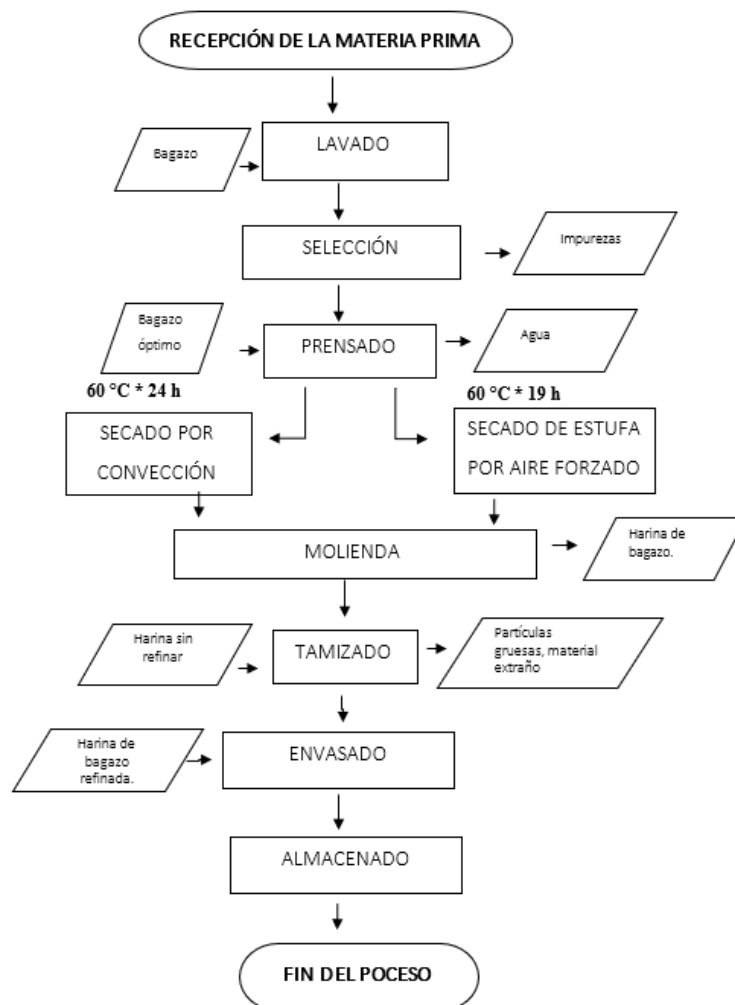 RECEPCIÓN DE LA MATERIA PRIMA
Bagazo
LAVADO
SELECCIÓN
Impurezas
Bagazo
óptimo
PRENSADO
Agua
60 °C * 24 h
60 °C * 19 h
SECADO POR
CONVECCIÓN
SECADO DE ESTUFA
POR AIRE FORZADO
MOLIENDA
Harina de
bagazo.
Harina sin
refinar
TAMIZADO
Partículas
gruesas, material
extraño
Harina de
bagazo
refinada.
ENVASADO
ALMACENADO
FIN DEL POCESO